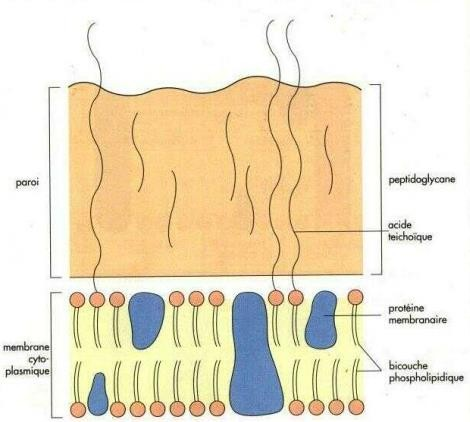 paroi
peptidoglycane
acide
teichoïque
protéine
membranaire
membrane
cyto-
plasmique
bicouche
phospholipidique